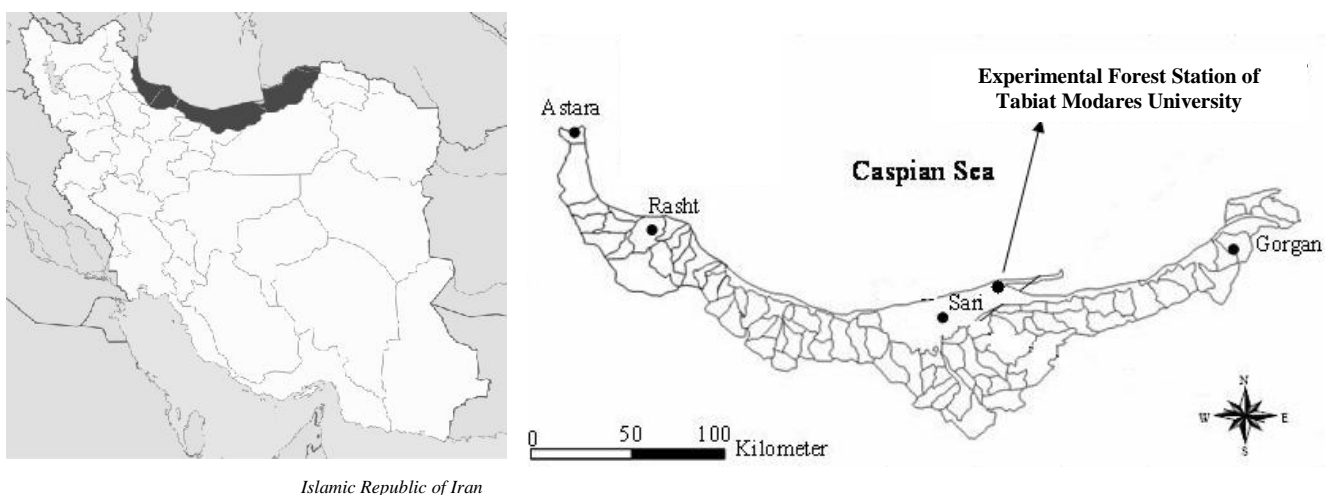 Experimental Forest Station of
Tabiat Modares University
Astara
Caspian Sea
Rasht
Gorgan
Sari
N
W E
S
0 50 100
Kilometer
Islamic Republic of Iran